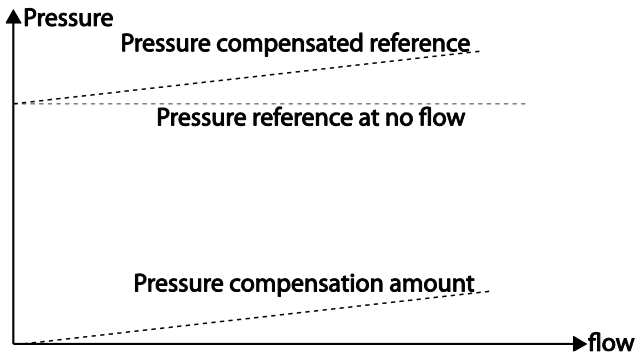 Pressure
Pressure compensated reference
Pressure reference at no flow
Pressure compensation amount
flow